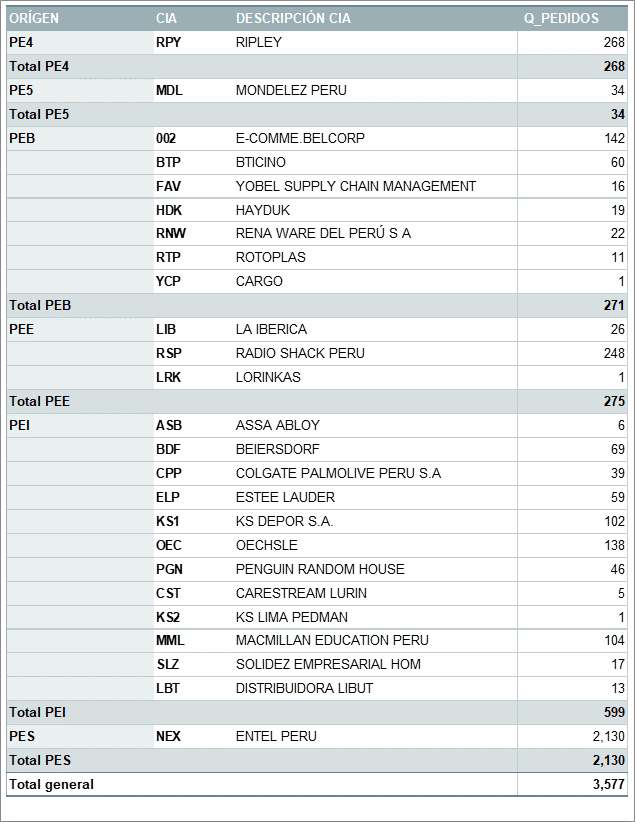 ORÍGEN CIA DESCRIPCIÓN CIA Q_PEDIDOS
PE4 RPY RIPLEY 268
Total PE4 268
PE5 MDL MONDELEZ PERU 34
Total PE5 34
PEB 002 E-COMME.BELCORP 142
BTP BTICINO 60
FAV YOBEL SUPPLY CHAIN MANAGEMENT 16
HDK HAYDUK 19
RNW RENA WARE DEL PERÚ S A 22
RTP ROTOPLAS 11
YCP CARGO 1
Total PEB 271
PEE LIB LA IBERICA 26
RSP RADIO SHACK PERU 248
LRK LORINKAS 1
Total PEE 275
PEI ASB ASSA ABLOY 6
BDF BEIERSDORF 69
CPP COLGATE PALMOLIVE PERU S.A 39
ELP ESTEE LAUDER 59
KS1 KS DEPOR S.A. 102
OEC OECHSLE 138
PGN PENGUIN RANDOM HOUSE 46
CST CARESTREAM LURIN 5
KS2 KS LIMA PEDMAN 1
MML MACMILLAN EDUCATION PERU 104
SLZ SOLIDEZ EMPRESARIAL HOM 17
LBT DISTRIBUIDORA LIBUT 13
Total PEI 599
PES NEX ENTEL PERU 2,130
Total PES 2,130
Total general 3,577